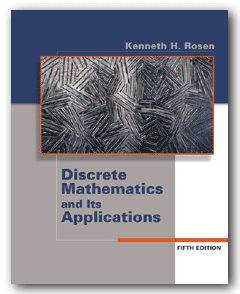 Kenneth H. Rosen
Discrete
Mathematics
and Its
Applications
FIFTH EDITION